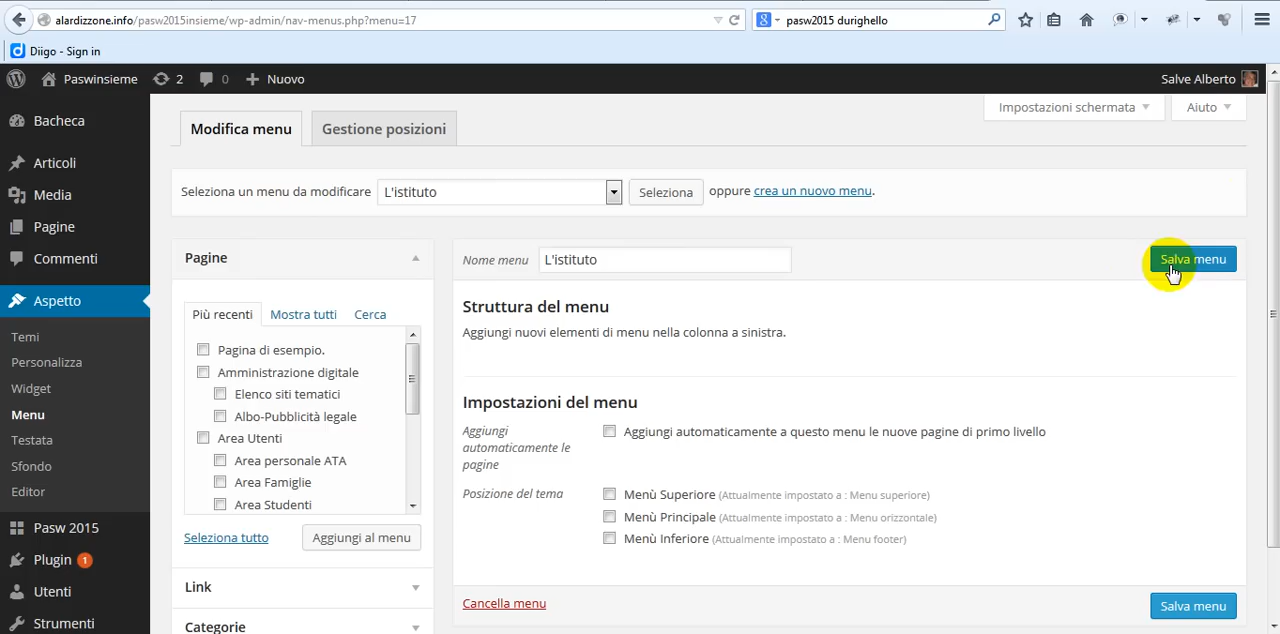 alardizzone.info/pasw2015insieme/wp-admin/nav-menus.php?menu=17
pasw2015 durighello
Diigo - Sign in
Paswinsieme
2
0
Nuovo
Salve Alberto
Bacheca
Articoli
Media
Pagine
Commenti
Aspetto
Temi
Personalizza
Widget
Menu
Testata
Sfondo
Editor
Pasw 2015
Plugin 1
Utenti
Strumenti
Impostazioni schermata
Aiuto
Modifica menu
Gestione posizioni
Seleziona un menu da modificare
L'istituto
Seleziona
oppure crea un nuovo menu.
Pagine
Più recenti
Mostra tutti
Cerca
Pagina di esempio.
Amministrazione digitale
Elenco siti tematici
Albo-Pubblicità legale
Area Utenti
Area personale ATA
Area Famiglie
Area Studenti
Seleziona tutto
Aggiungi al menu
Link
Categorie
Nome menu
L'istituto
Salva menu
Struttura del menu
Aggiungi nuovi elementi di menu nella colonna a sinistra.
Impostazioni del menu
Aggiungi
automaticamente le
pagine
Aggiungi automaticamente a questo menu le nuove pagine di primo livello
Posizione del tema
Menù Superiore (Attualmente impostato a : Menu superiore)
Menù Principale (Attualmente impostato a : Menu orizzontale)
Menù Inferiore (Attualmente impostato a : Menu footer)
Cancella menu
Salva menu